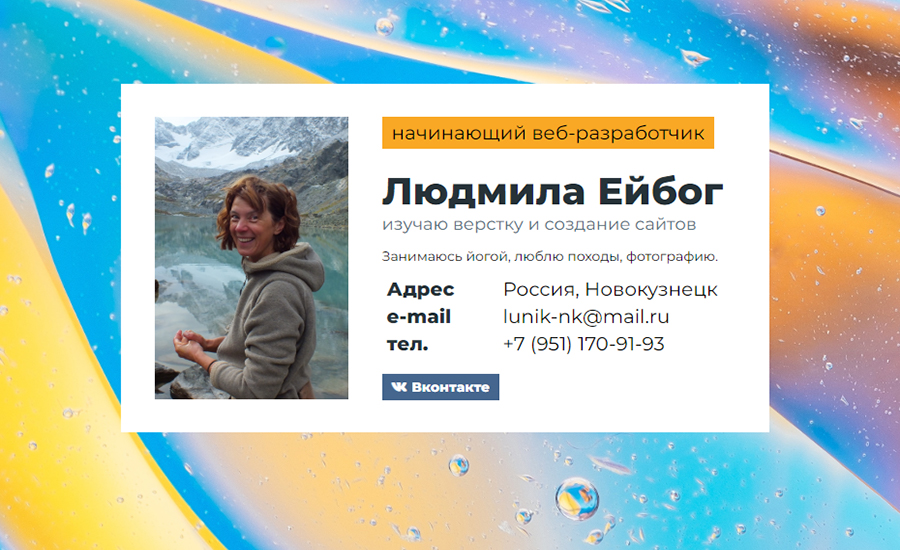 начинающий веб-разработчик
Людмила Ейбог
изучаю верстку и создание сайтов
Занимаюсь йогой, люблю походы, фотографию.
Адрес Россия, Новокузнецк
e-mail lunik-nk@mail.ru
тел. +7 (951) 170-91-93
Вконтакте